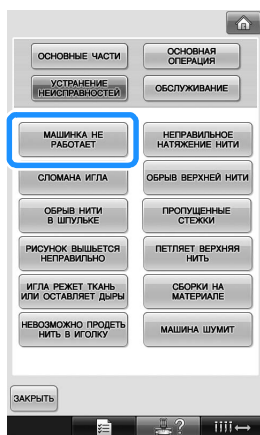 ОСНОВНЫЕ ЧАСТИ
ОСНОВНАЯ
ОПЕРАЦИЯ
УСТРАНЕНИЕ
НЕИСПРАВНОСТЕЙ
ОБСЛУЖИВАНИЕ
МАШИНКА НЕ
РАБОТАЕТ
НЕПРАВИЛЬНОЕ
НАТЯЖЕНИЕ НИТИ
СЛОМАНА ИГЛА
ОБРЫВ ВЕРХНЕЙ НИТИ
ОБРЫВ НИТИ
В ШПУЛЬКЕ
ПРОПУЩЕННЫЕ
СТЕЖКИ
РИСУНОК ВЫШЬЕТСЯ
НЕПРАВИЛЬНО
ПЕТЛЯЕТ ВЕРХНЯЯ
НИТЬ
ИГЛА РЕЖЕТ ТКАНЬ
ИЛИ ОСТАВЛЯЕТ ДЫРЫ
СБОРКИ НА
МАТЕРИАЛЕ
НЕВОЗМОЖНО ПРОДЕТЬ
НИТЬ В ИГОЛКУ
МАШИНА ШУМИТ
ЗАКРЫТЬ
?